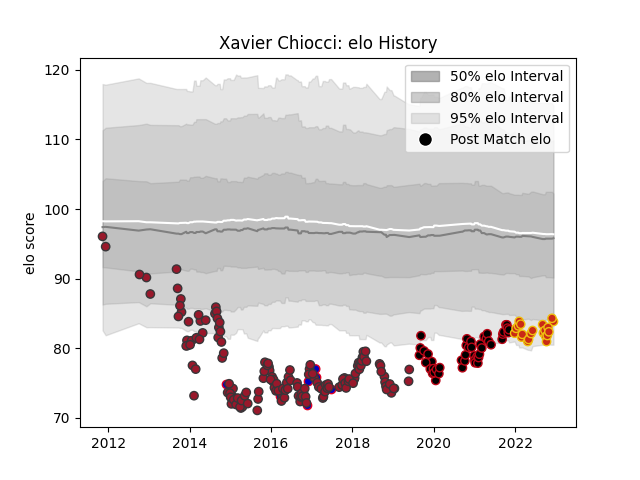 Xavier Chiocci: elo History
120
110
100
90
80
70
elo score
50% elo Interval
80% elo Interval
95% elo Interval
Post Match elo
2012
2014
2016
2018
2020
2022